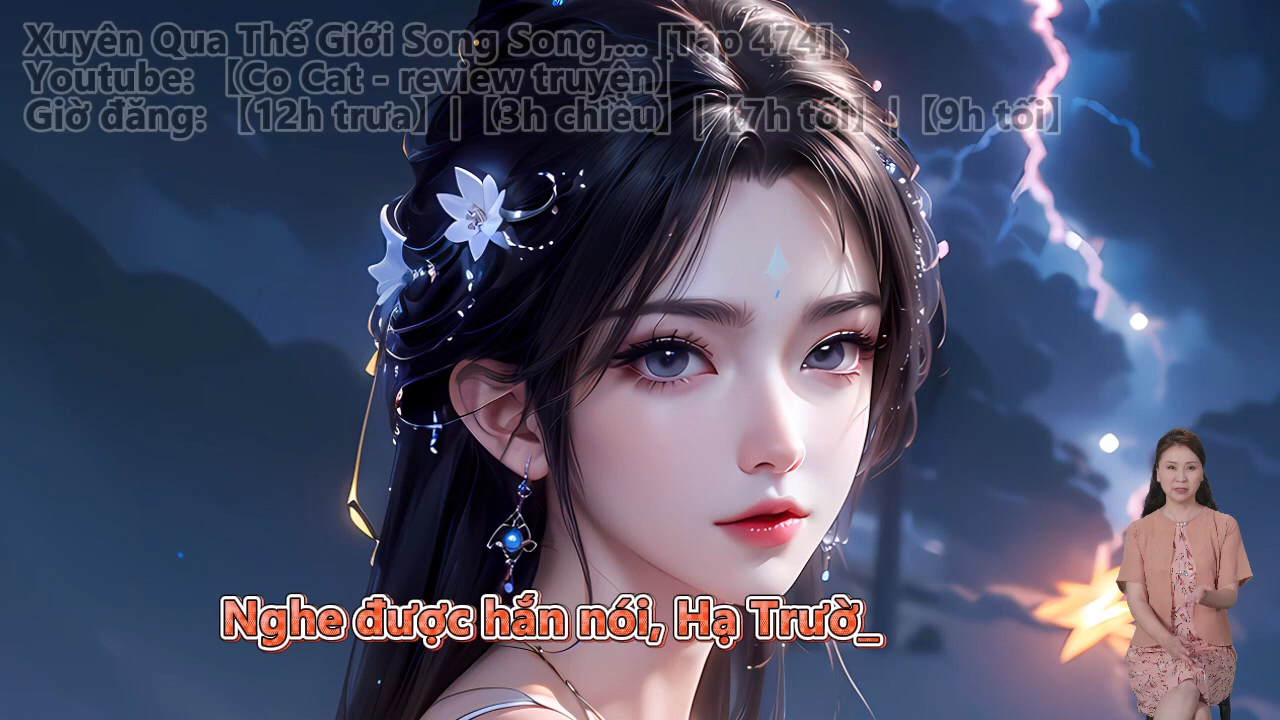 Xuyên Qua Thế Giới Song Song,... [Tập 474]
Youtube: 【Co Cat - review truyện】
Giờ đăng: 【12h trưa】 | 【3h chiều】 | 【7h tối】 | 【9h tối】
Nghe được hắn nói, Hạ Trườ_